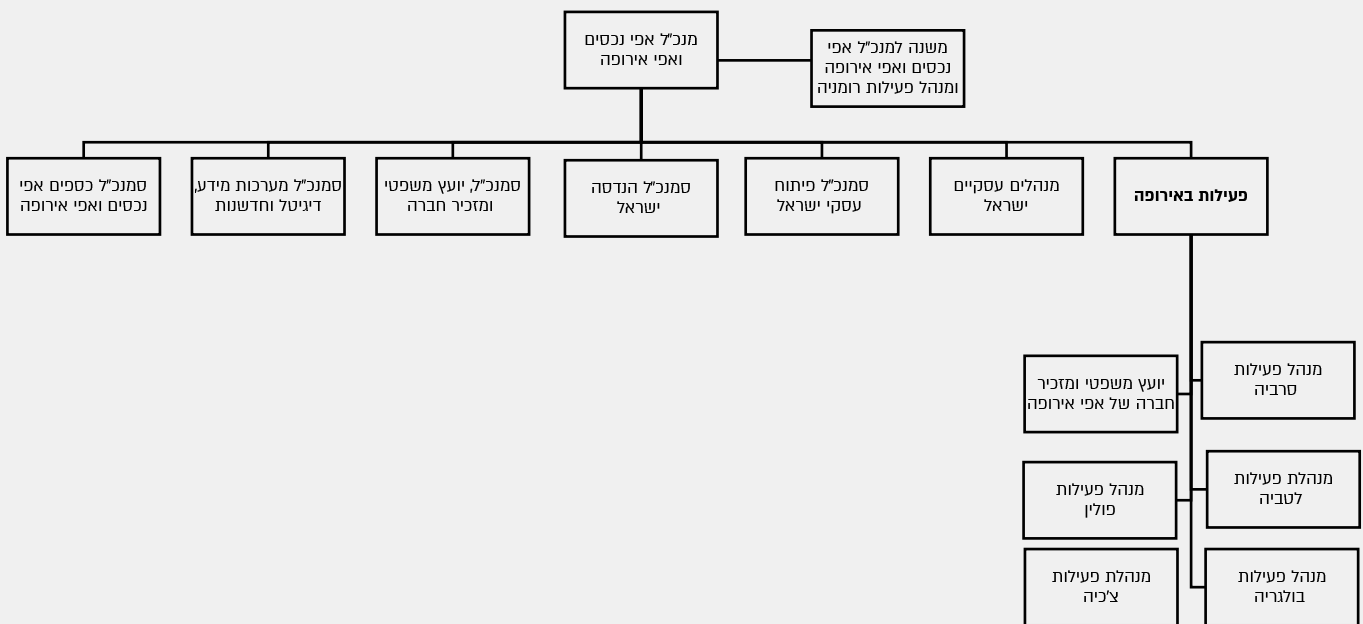 מנכ"ל אפי נכסים
ואפי אירופה
משנה למנכ"ל אפי
נכסים ואפי אירופה
ומנהל פעילות רומניה
פעילות באירופה
מנהלים עסקיים
ישראל
סמנכ"ל פיתוח
עסקי ישראל
סמנכ"ל הנדסה
ישראל
סמנכ"ל, יועץ משפטי
ומזכיר חברה
סמנכ"ל מערכות מידע,
דיגיטל וחדשנות
סמנכ"ל כספים אפי
נכסים ואפי אירופה
מנהל פעילות
סרביה
יועץ משפטי ומזכיר
חברה של אפי אירופה
מנהלת פעילות
לטביה
מנהל פעילות
פולין
מנהל פעילות
בולגריה
מנהלת פעילות
צ'כיה